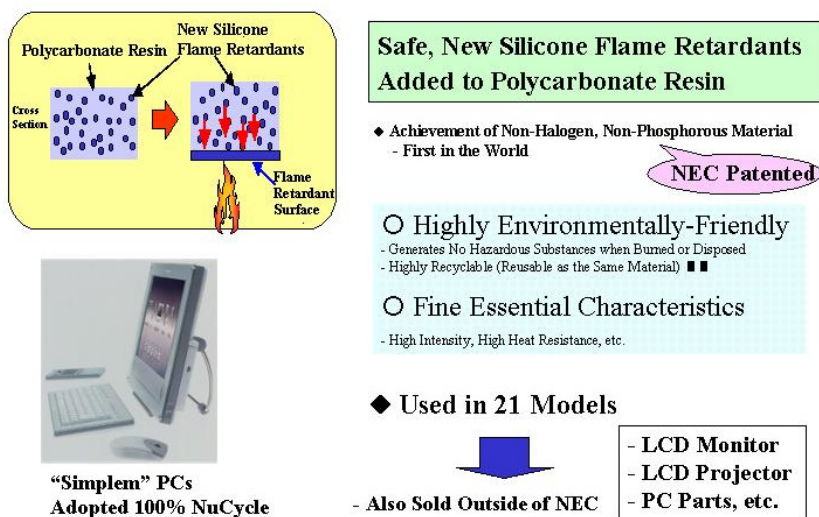 New Silicone
Flame Retardants
Polycarbonate Resin
Cross
Section
Flame
Retardant
Surface
"Simplem" PCs
Adopted 100% NuCycle
Safe, New Silicone Flame Retardants
Added to Polycarbonate Resin
◆ Achievement of Non-Halogen, Non-Phosphorous Material
- First in the World
NEC Patented
○ Highly Environmentally-Friendly
- Generates No Hazardous Substances when Burned or Disposed
- Highly Recyclable (Reusable as the Same Material) ■ ■
○ Fine Essential Characteristics
- High Intensity, High Heat Resistance, etc.
◆ Used in 21 Models
- Also Sold Outside of NEC
- LCD Monitor
- LCD Projector
- PC Parts, etc.